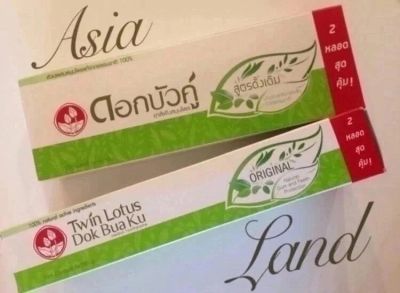 Asia
2
หลอด
สุด
คุ้ม!
ดอกบัวคู่
สูตรดั้งเดิม
2
หลอด
สุด
คุ้ม!
100% natural active ingredients
Twin Lotus
Dok Bua Ku
ORIGINAL
Land